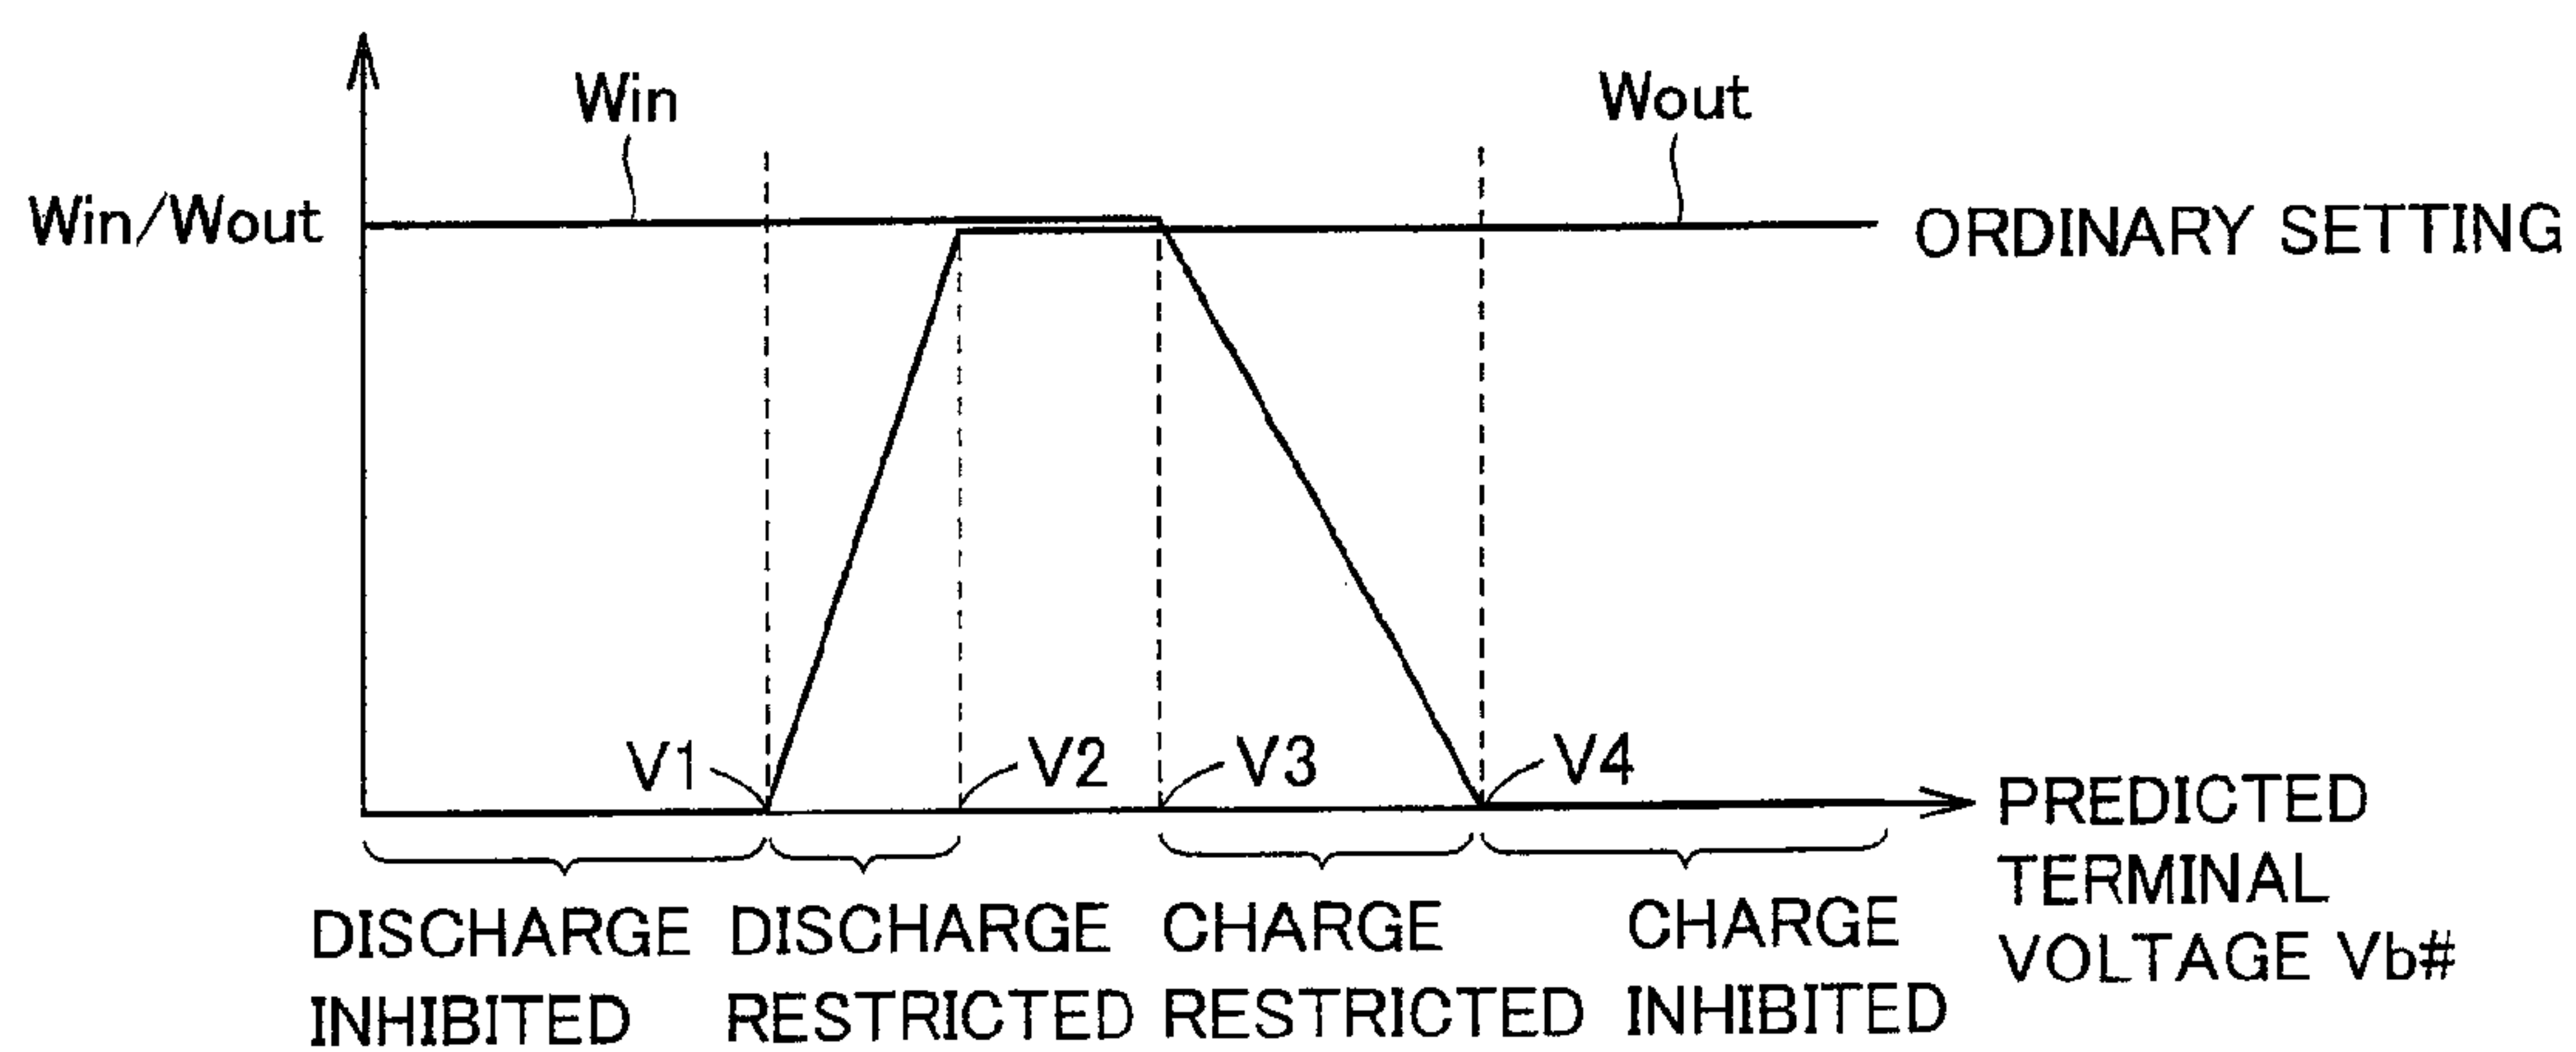 Win
Wout
Win/Wout
ORDINARY SETTING
V1
V2
V3
V4
PREDICTED
TERMINAL
VOLTAGE Vb#
DISCHARGE
INHIBITED
DISCHARGE
RESTRICTED
CHARGE
RESTRICTED
CHARGE
INHIBITED